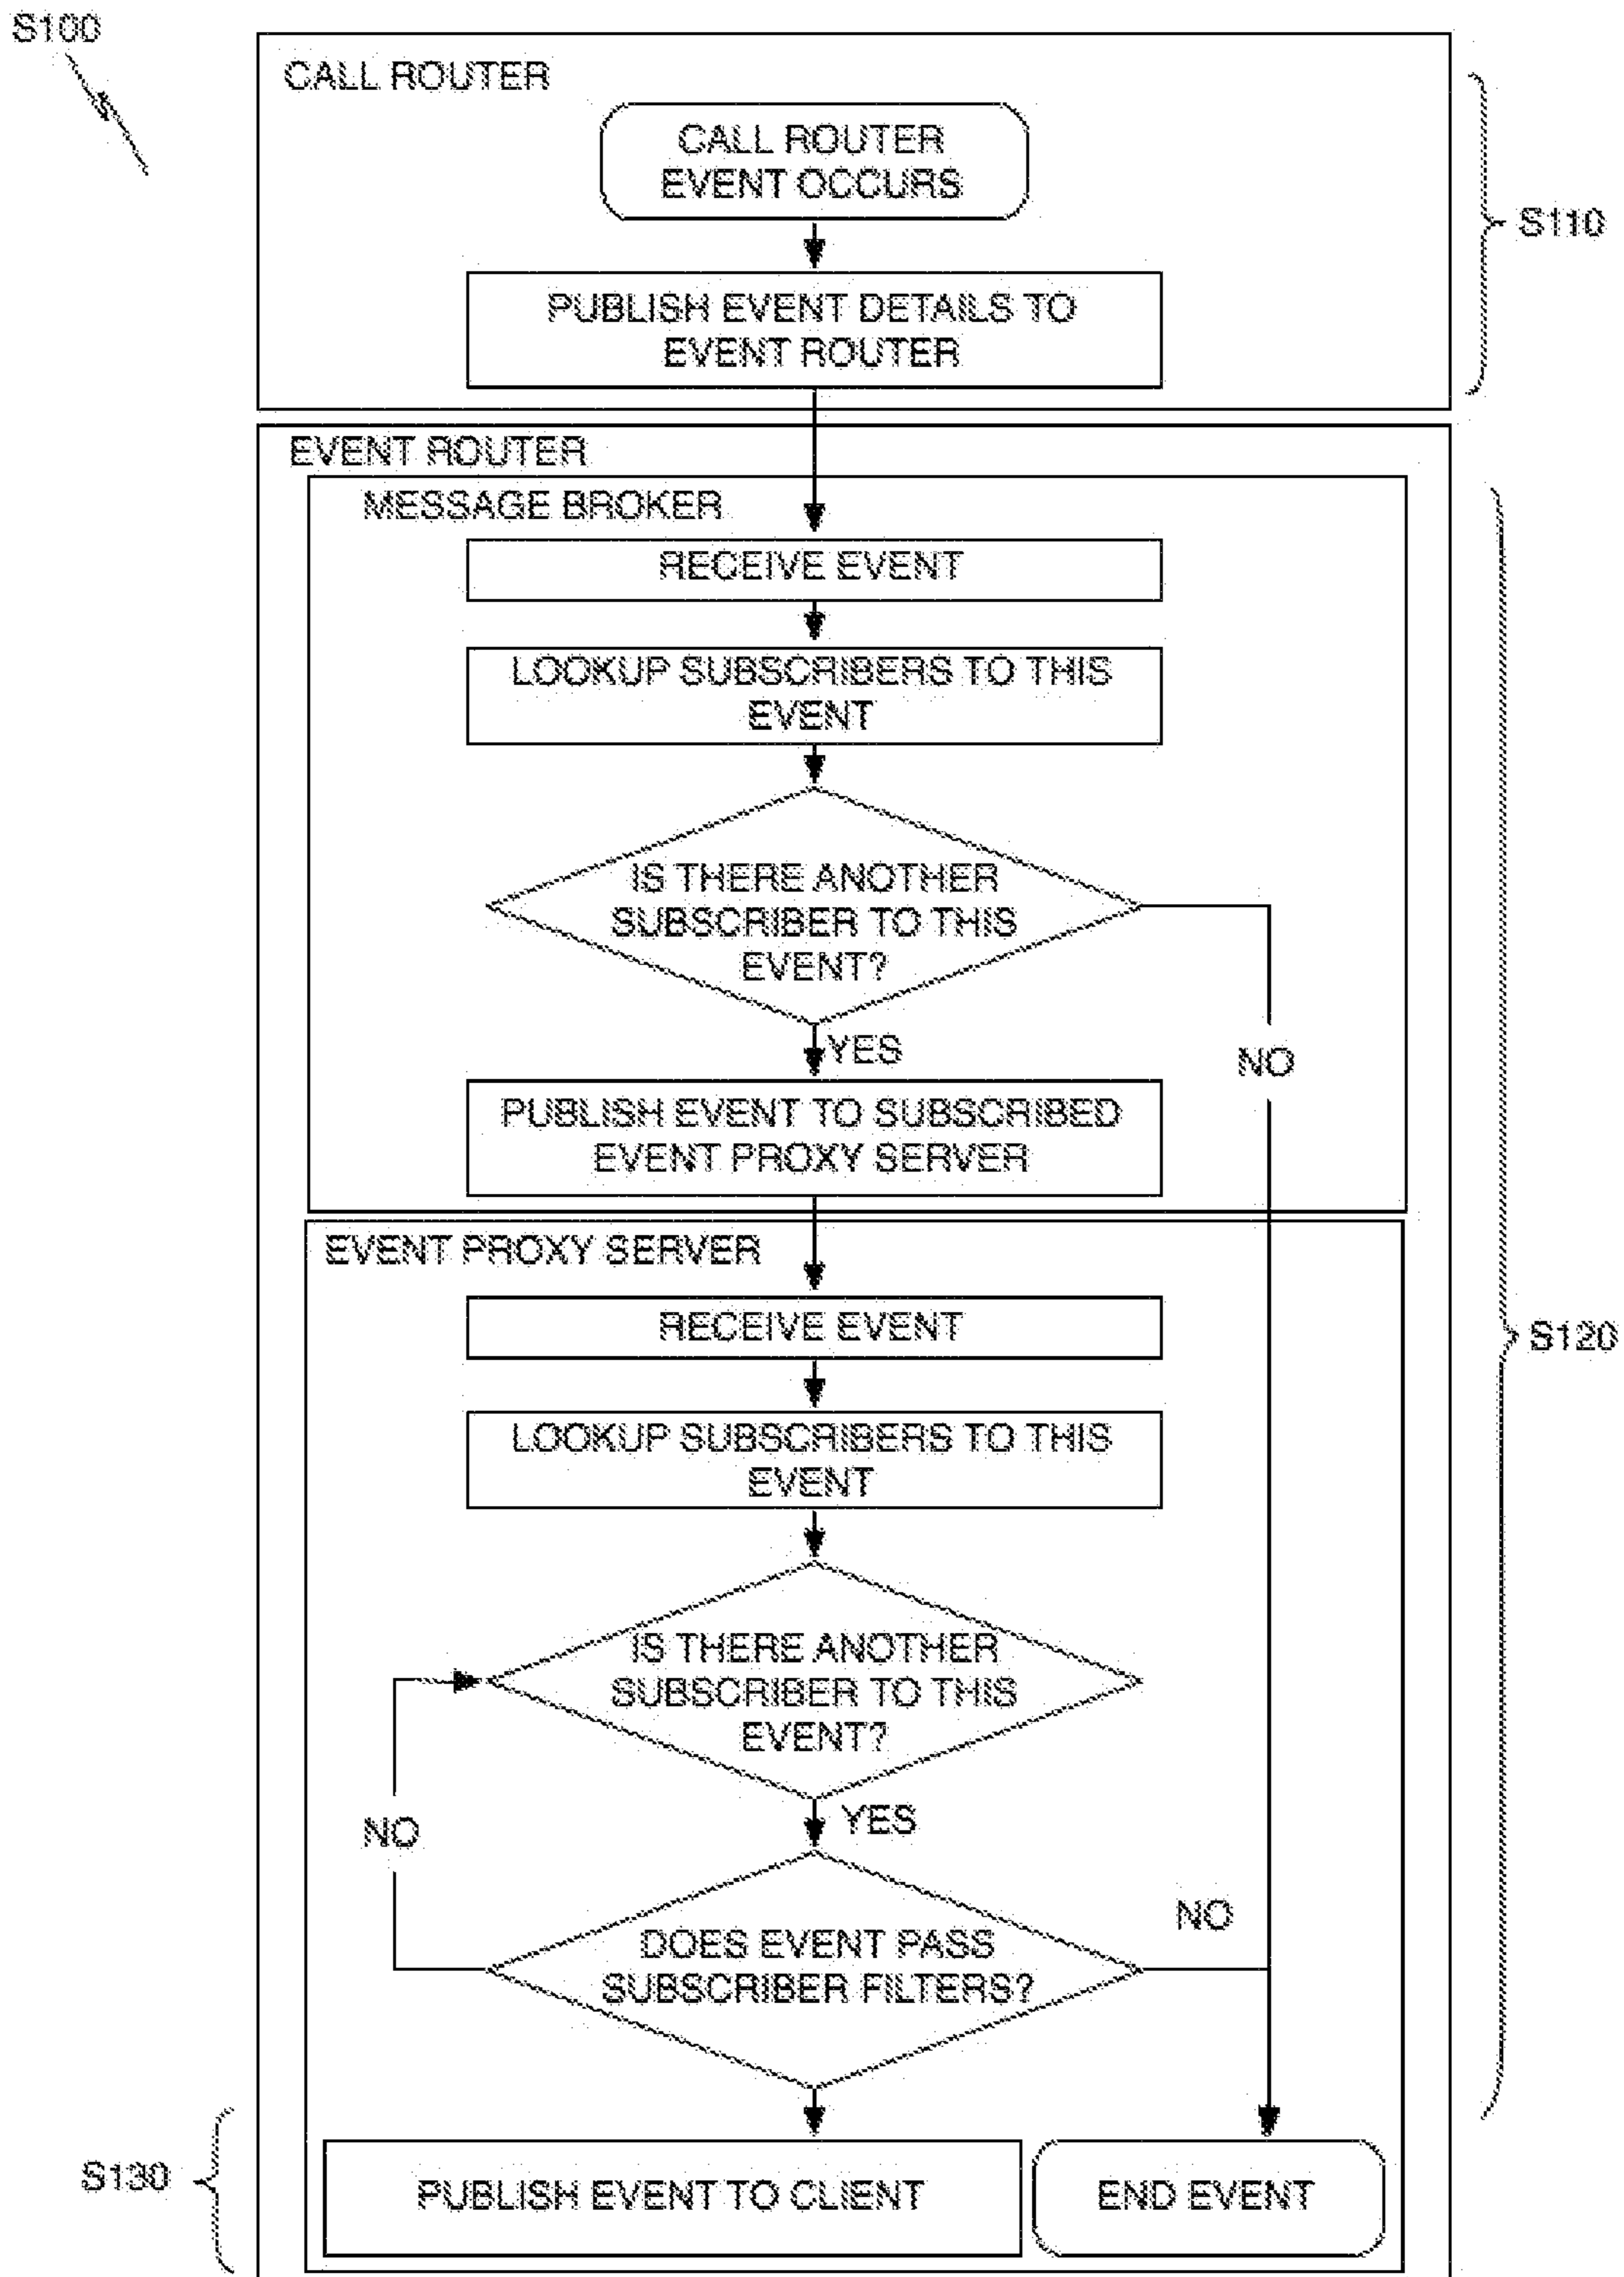 S100
CALL ROUTER
CALL ROUTER
EVENT OCCURS
S110
PUBLISH EVENT DETAILS TO
EVENT ROUTER
EVENT ROUTER
MESSAGE BROKER
RECEIVE EVENT
LOOKUP SUBSCRIBERS TO THIS
EVENT
IS THERE ANOTHER
SUBSCRIBER TO THIS
EVENT?
YES
NO
PUBLISH EVENT TO SUBSCRIBED
EVENT PROXY SERVER
EVENT PROXY SERVER
RECEIVE EVENT
S120
LOOKUP SUBSCRIBERS TO THIS
EVENT
IS THERE ANOTHER
SUBSCRIBER TO THIS
EVENT?
YES
NO
NO
DOES EVENT PASS
SUBSCRIBER FILTERS?
S130
PUBLISH EVENT TO CLIENT
END EVENT